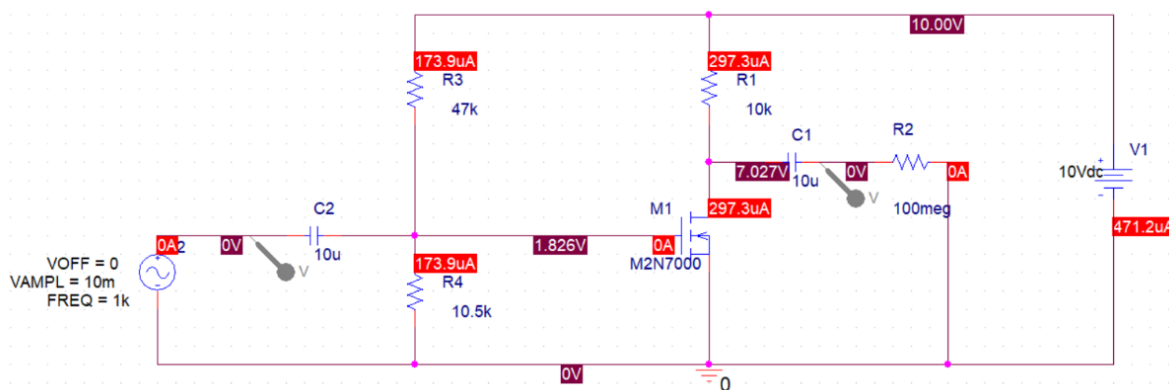 10.00V
173.9uA
297.3uA
R3
R1
47k
10k
C1
R2
V1
7.027V
0V
0A
10Vdc
10u
100meg
C2
M1
297.3uA
471.2uA
0A
2
0V
10u
1.826V
0A
V
V
M2N7000
VOFF = 0
173.9uA
VAMPL = 10m
R4
FREQ = 1k
10.5k
0V
0